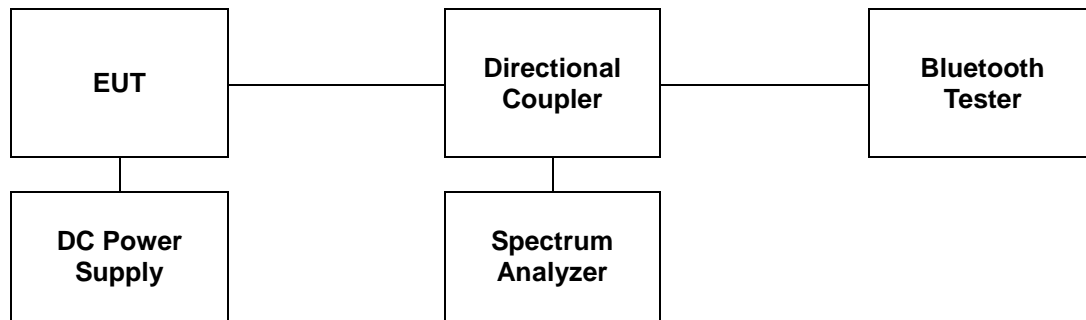 EUT
Directional
Coupler
Bluetooth
Tester
DC Power
Supply
Spectrum
Analyzer